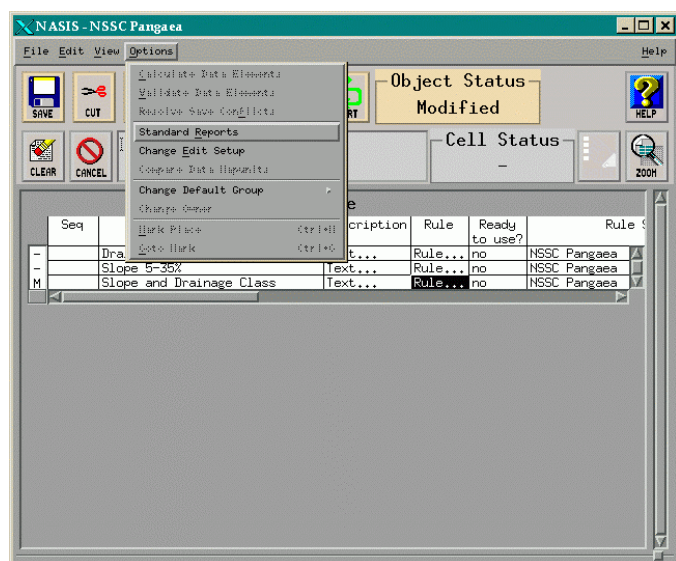 NASIS - NSSC Pangaea
File Edit View Options Help
Calculate Data Elements
Validate Data Elements
Resolve Save Conflicts
Standard Reports
Change Edit Setup
Compare Data Mapunits
Change Default Group
Change Owner
Mark Place Ctrl+M
Goto Mark Ctrl+G
SAVE CUT RT
Object Status
Modified
HELP
CLEAR CANCEL
Cell Status
-
ZOOM
e
Seq cription Rule Ready to use? Rule S
- Dra t... Rule... no NSSC Pangaea
- Slope 5-35% Text... Rule... no NSSC Pangaea
M Slope and Drainage Class Text... Rule... no NSSC Pangaea